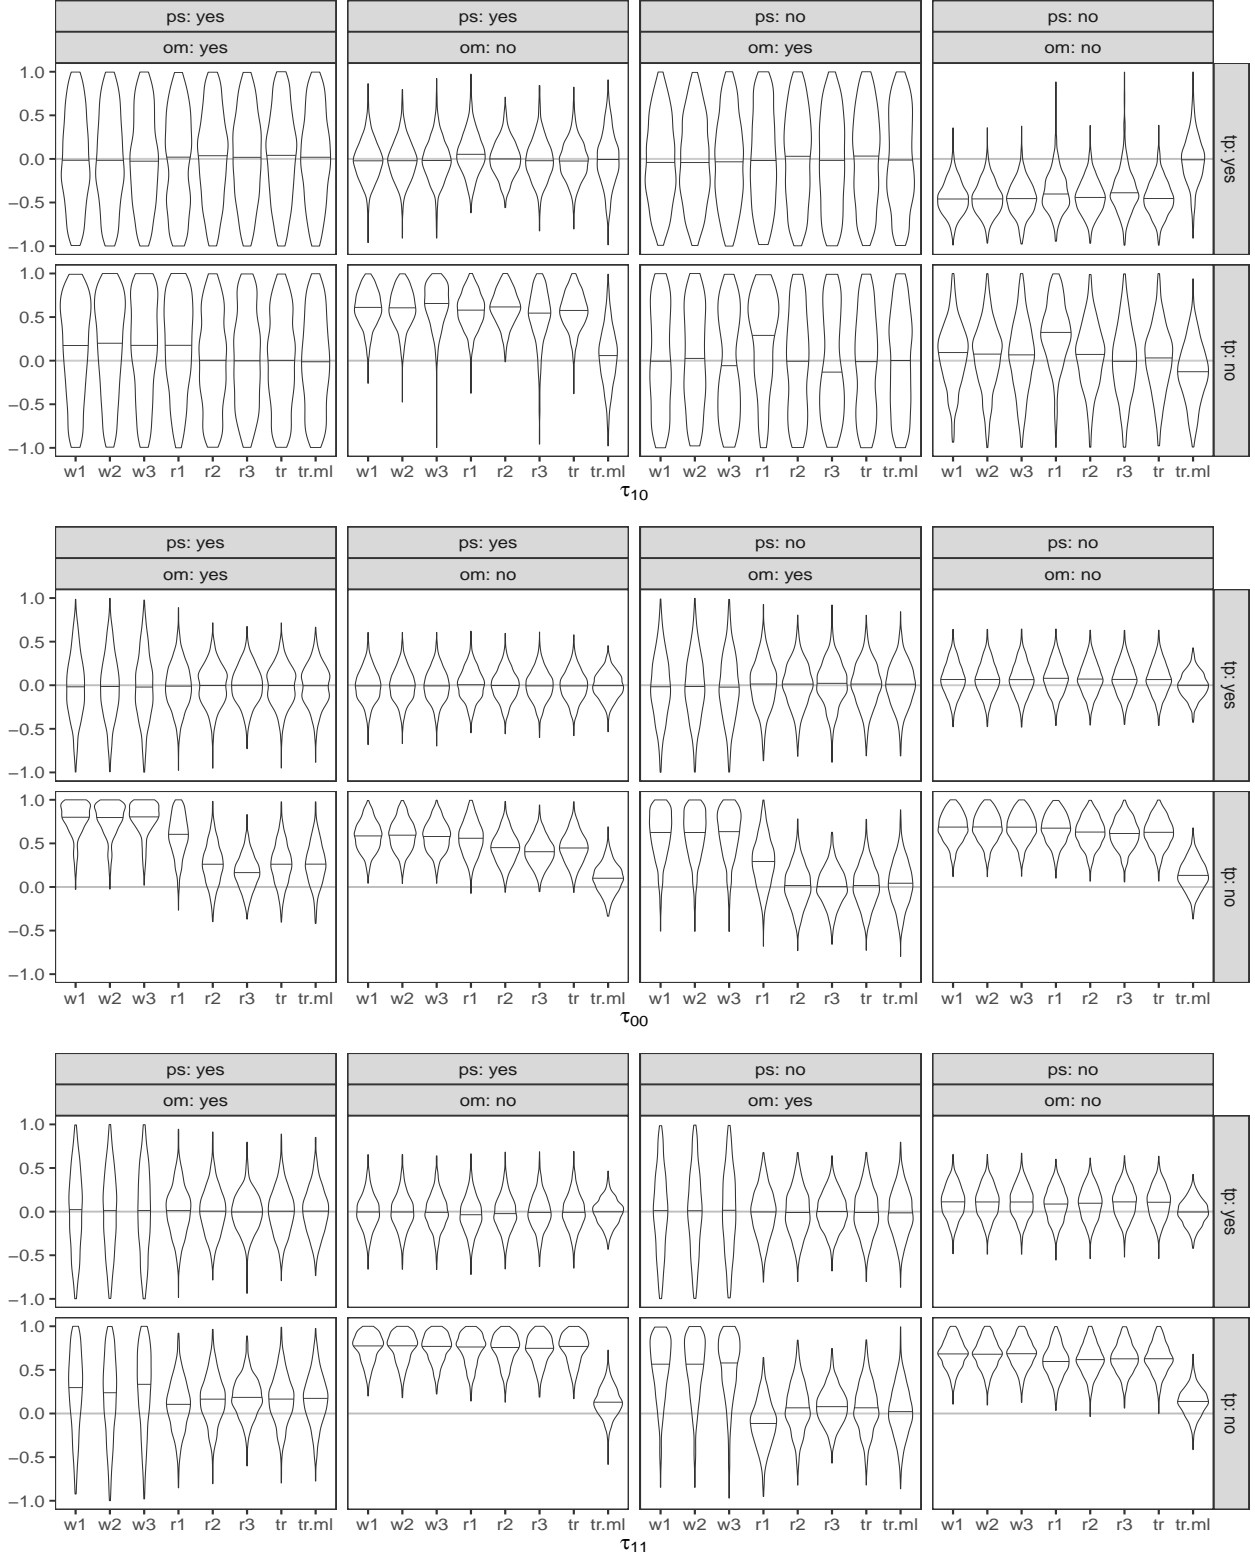 ps: yes ps: yes ps: no ps: no
om: yes om: no om: yes om: no
1.0
0.5
0.0
−0.5
−1.0
tp: yes
1.0
0.5
0.0
−0.5
−1.0
tp: no
w1 w2 w3 r1 r2 r3 tr tr.ml w1 w2 w3 r1 r2 r3 tr tr.ml w1 w2 w3 r1 r2 r3 tr tr.ml w1 w2 w3 r1 r2 r3 tr tr.ml
τ10
ps: yes ps: yes ps: no ps: no
om: yes om: no om: yes om: no
1.0
0.5
0.0
−0.5
−1.0
tp: yes
1.0
0.5
0.0
−0.5
−1.0
tp: no
w1 w2 w3 r1 r2 r3 tr tr.ml w1 w2 w3 r1 r2 r3 tr tr.ml w1 w2 w3 r1 r2 r3 tr tr.ml w1 w2 w3 r1 r2 r3 tr tr.ml
τ00
ps: yes ps: yes ps: no ps: no
om: yes om: no om: yes om: no
1.0
0.5
0.0
−0.5
−1.0
tp: yes
1.0
0.5
0.0
−0.5
−1.0
tp: no
w1 w2 w3 r1 r2 r3 tr tr.ml w1 w2 w3 r1 r2 r3 tr tr.ml w1 w2 w3 r1 r2 r3 tr tr.ml w1 w2 w3 r1 r2 r3 tr tr.ml
τ11